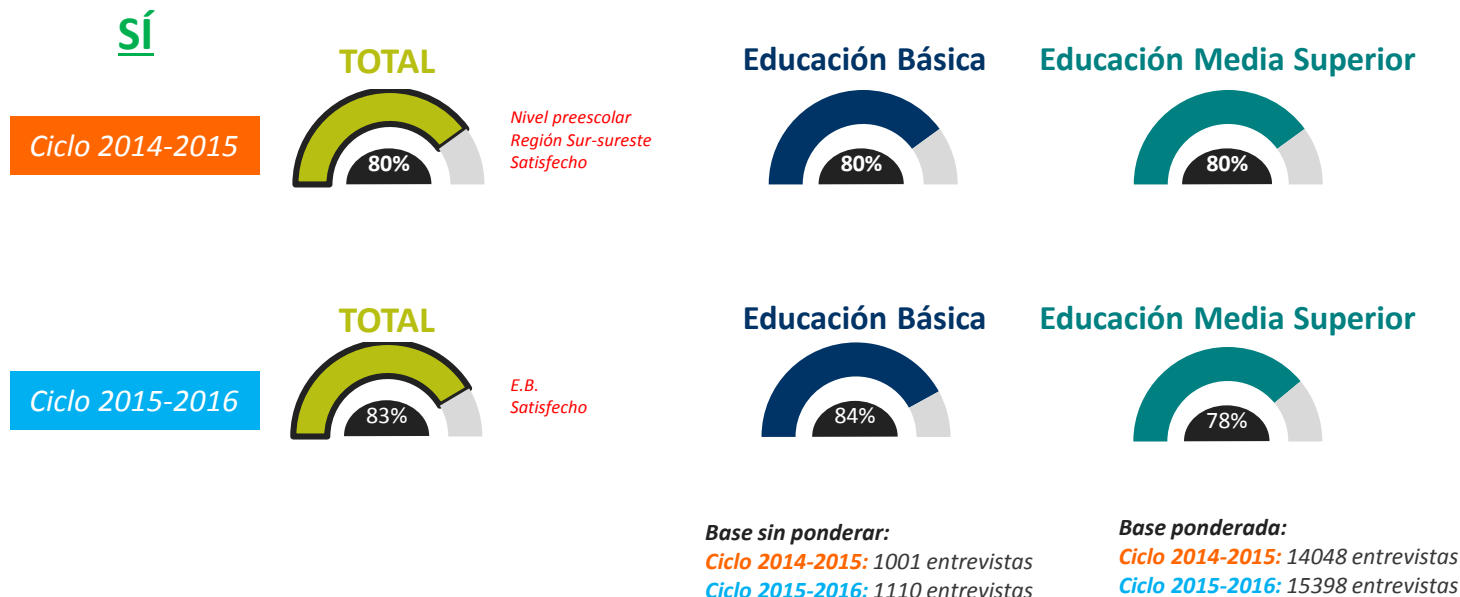 SÍ
TOTAL
Educación Básica
Educación Media Superior
Ciclo 2014-2015
80%
Nivel preescolar
Región Sur-sureste
Satisfecho
80%
80%
TOTAL
Educación Básica
Educación Media Superior
Ciclo 2015-2016
83%
E.B.
Satisfecho
84%
78%
Base sin ponderar:
Ciclo 2014-2015: 1001 entrevistas
Ciclo 2015-2016: 1110 entrevistas
Base ponderada:
Ciclo 2014-2015: 14048 entrevistas
Ciclo 2015-2016: 15398 entrevistas